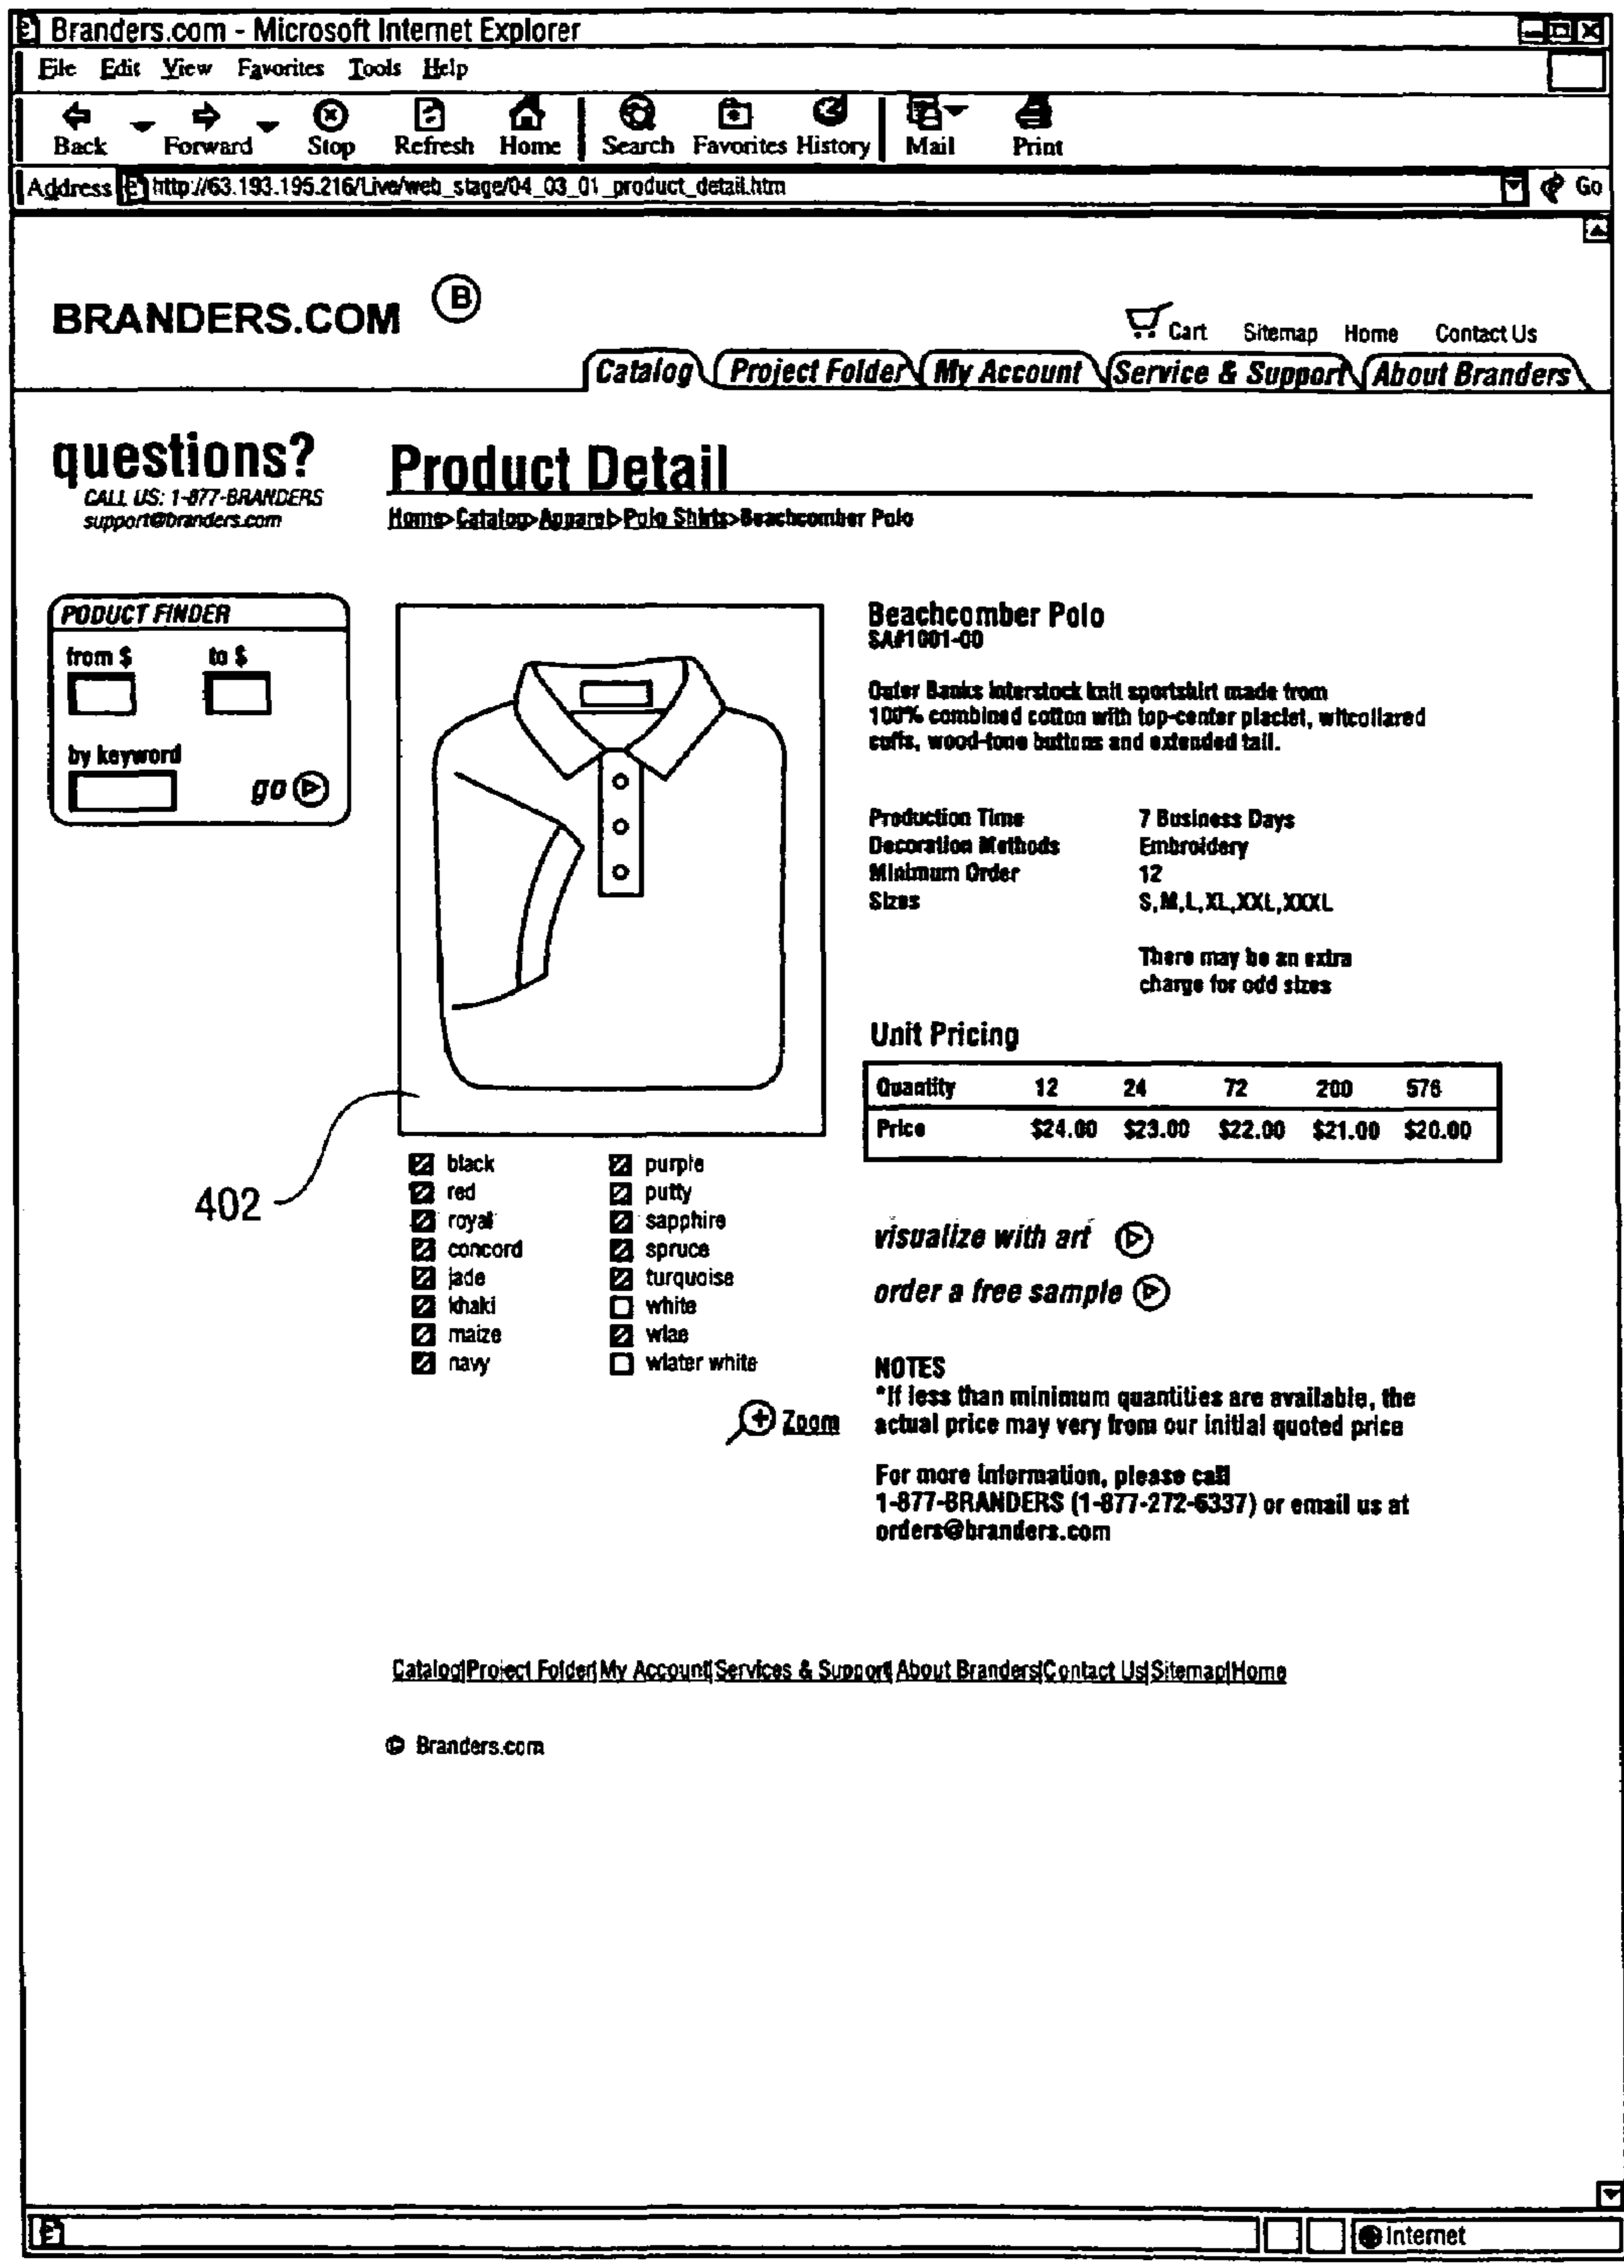 Branders.com - Microsoft Internet Explorer
File Edit View Favorites Tools Help
Back Forward Stop Refresh Home Search Favorites History Mail Print
Address http://63.193.195.216/Live/web_stage/04_03_01_product_detail.htm Go
BRANDERS.COM B
Cart Sitemap Home Contact Us
Catalog Project Folder My Account Service & Support About Branders
questions?
CALL US: 1-877-BRANDERS
support@branders.com
Product Detail
Home>Catalog>Apparel>Polo Shirts>Beachcomber Polo
PODUCT FINDER
from $ to $
by keyword
go
Beachcomber Polo
SA#1001-00
Outer Banks interstock knit sportshirt made from
100% combined cotton with top-center placlet, witcollared
cuffs, wood-tone buttons and extended tail.
Production Time 7 Business Days
Decoration Methods Embroidery
Minimum Order 12
Sizes S,M,L,XL,XXL,XXXL
There may be an extra
charge for odd sizes
Unit Pricing
Quantity 12 24 72 200 576
Price $24.00 $23.00 $22.00 $21.00 $20.00
402
black purple
red putty
royal sapphire
concord spruce
jade turquoise
khaki white
maize wlae
navy wlater white
Zoom
visualize with art
order a free sample
NOTES
*If less than minimum quantities are available, the
actual price may very from our initial quoted price
For more information, please call
1-877-BRANDERS (1-877-272-6337) or email us at
orders@branders.com
Catalog|Project Folder|My Account|Services & Support|About Branders|Contact Us|Sitemap|Home
© Branders.com
Internet